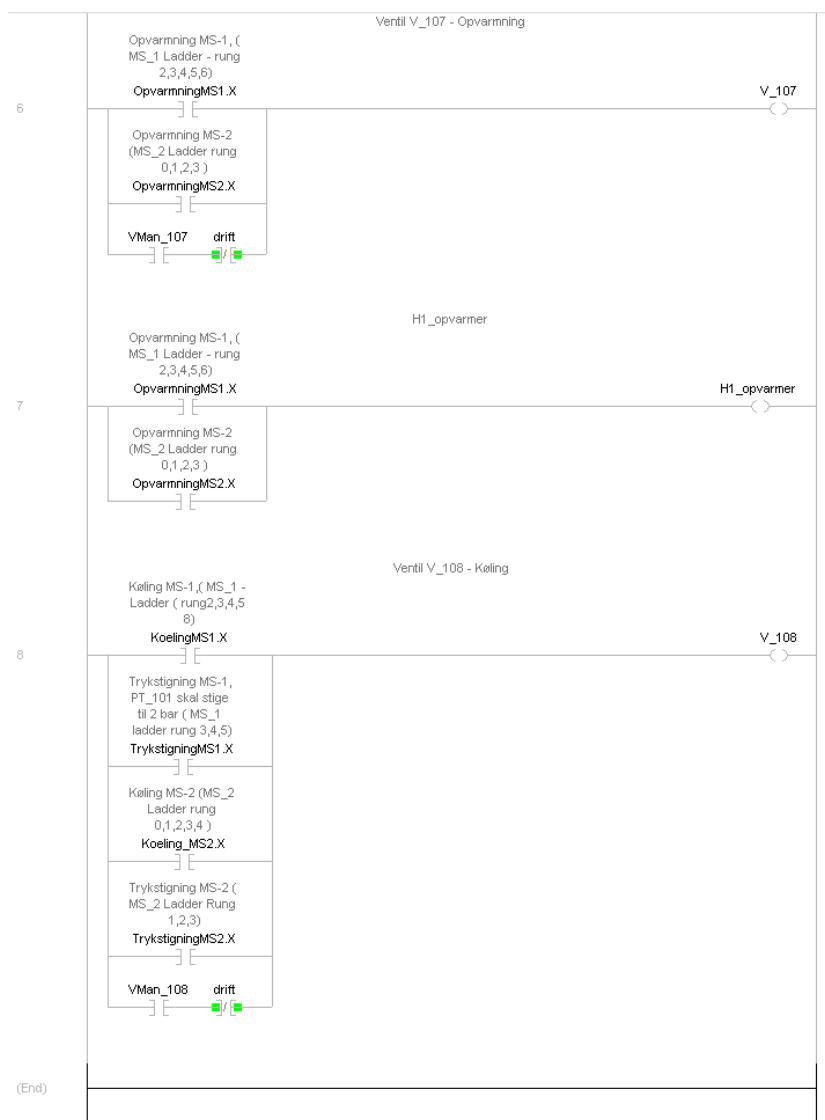 Ventil V_107 - Opvarmning
Opvarmning MS-1, (
MS_1 Ladder - rung
2,3,4,5,6)
OpvarmningMS1.X
V_107
6
Opvarmning MS-2
(MS_2 Ladder rung
0,1,2,3 )
OpvarmningMS2.X
VMan_107 drift
H1_opvarmer
Opvarmning MS-1, (
MS_1 Ladder - rung
2,3,4,5,6)
OpvarmningMS1.X
H1_opvarmer
7
Opvarmning MS-2
(MS_2 Ladder rung
0,1,2,3 )
OpvarmningMS2.X
Ventil V_108 - Køling
Køling MS-1,( MS_1 -
Ladder ( rung2,3,4,5
8)
KoelingMS1.X
V_108
8
Trykstigning MS-1,
PT_101 skal stige
til 2 bar ( MS_1
ladder rung 3,4,5)
TrykstigningMS1.X
Køling MS-2 (MS_2
Ladder rung
0,1,2,3,4 )
Koeling_MS2.X
Trykstigning MS-2 (
MS_2 Ladder Rung
1,2,3)
TrykstigningMS2.X
VMan_108 drift
(End)